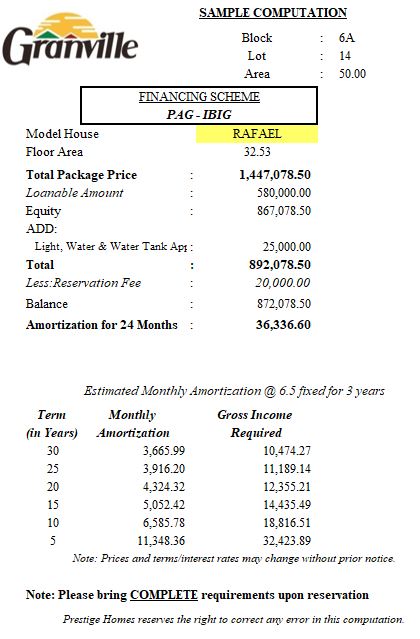 Granville
SAMPLE COMPUTATION
Block : 6A
Lot : 14
Area : 50.00
FINANCING SCHEME
PAG - IBIG
Model House RAFAEL
Floor Area 32.53
Total Package Price : 1,447,078.50
Loanable Amount : 580,000.00
Equity : 867,078.50
ADD:
Light, Water & Water Tank App : 25,000.00
Total : 892,078.50
Less:Reservation Fee : 20,000.00
Balance : 872,078.50
Amortization for 24 Months : 36,336.60
Estimated Monthly Amortization @ 6.5 fixed for 3 years
Term Monthly Gross Income
(in Years) Amortization Required
30 3,665.99 10,474.27
25 3,916.20 11,189.14
20 4,324.32 12,355.21
15 5,052.42 14,435.49
10 6,585.78 18,816.51
5 11,348.36 32,423.89
Note: Prices and terms/interest rates may change without prior notice.
Note: Please bring COMPLETE requirements upon reservation
Prestige Homes reserves the right to correct any error in this computation.